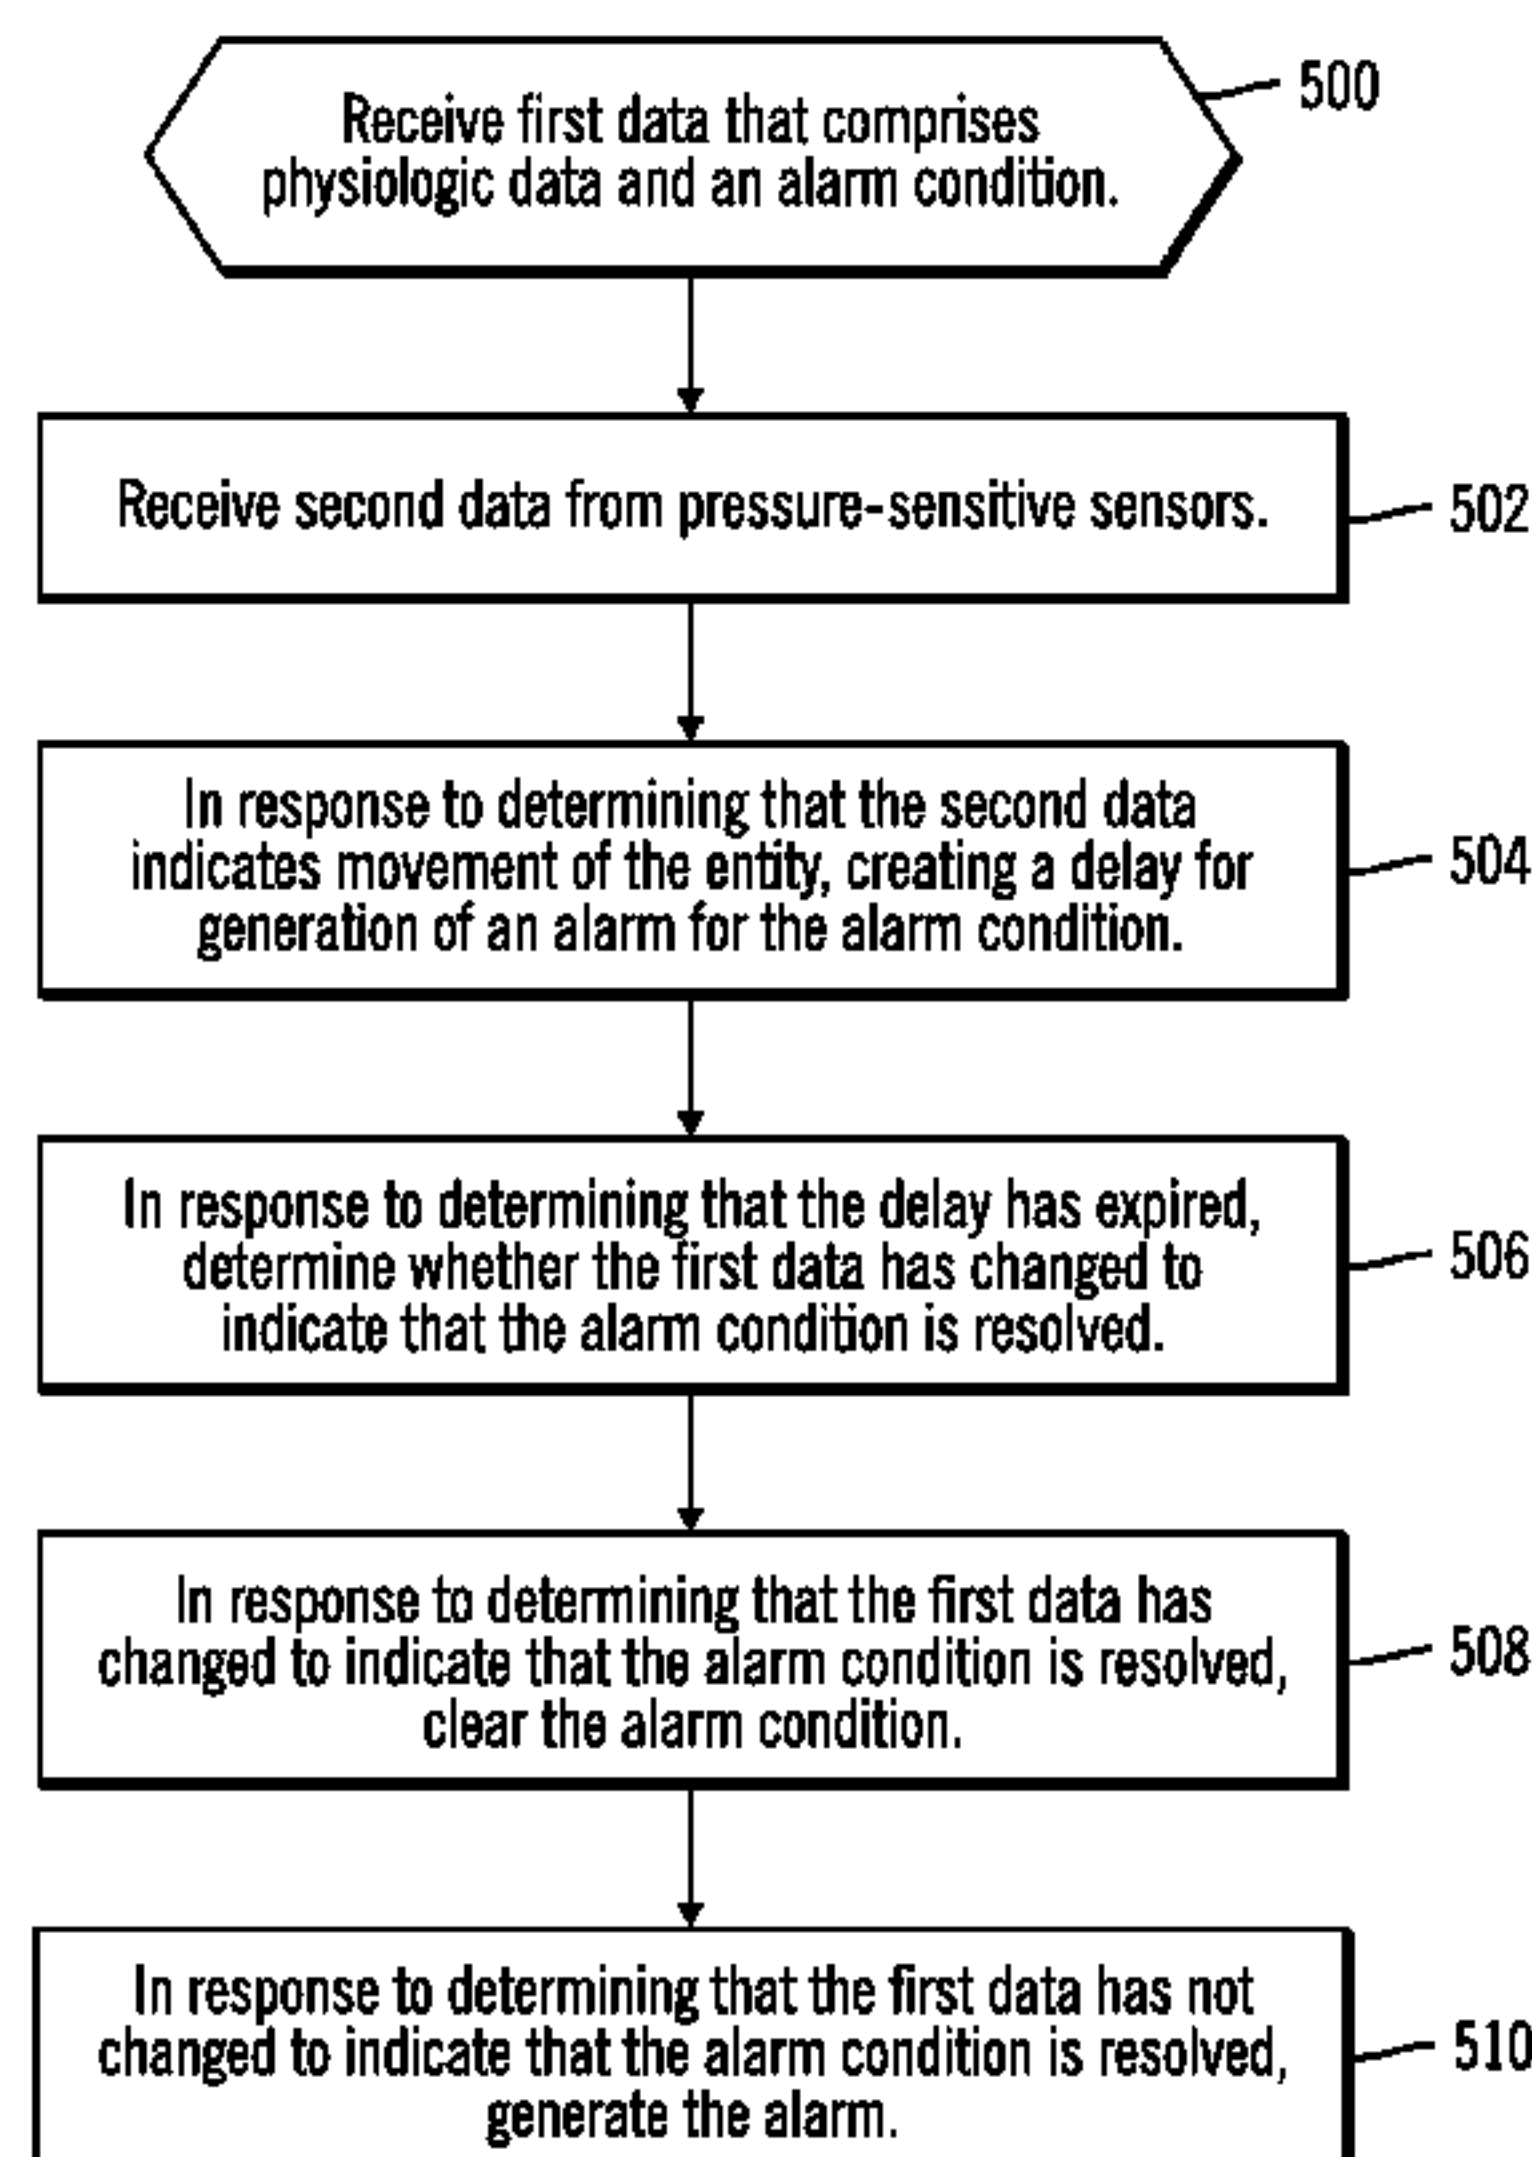 Receive first data that comprises
physiologic data and an alarm condition.
500
Receive second data from pressure-sensitive sensors.
502
In response to determining that the second data
indicates movement of the entity, creating a delay for
generation of an alarm for the alarm condition.
504
In response to determining that the delay has expired,
determine whether the first data has changed to
indicate that the alarm condition is resolved.
506
In response to determining that the first data has
changed to indicate that the alarm condition is resolved,
clear the alarm condition.
508
In response to determining that the first data has not
changed to indicate that the alarm condition is resolved,
generate the alarm.
510